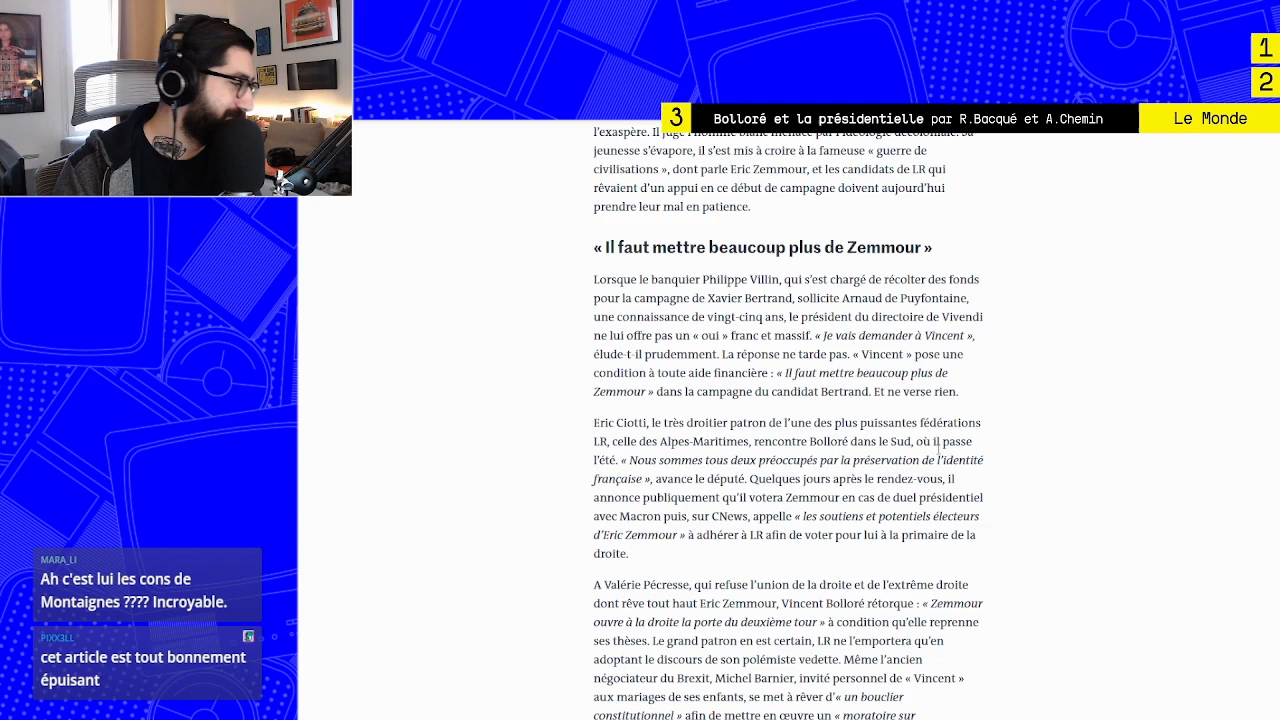 1
2
3 Bolloré et la présidentielle par R.Bacqué et A.Chemin Le Monde
l'exaspère. Il juge l'homme blanc menacé par l'idéologie décoloniale. Sa
jeunesse s'évapore, il s'est mis à croire à la fameuse « guerre de
civilisations », dont parle Eric Zemmour, et les candidats de LR qui
rêvaient d'un appui en ce début de campagne doivent aujourd'hui
prendre leur mal en patience.
« Il faut mettre beaucoup plus de Zemmour »
Lorsque le banquier Philippe Villin, qui s'est chargé de récolter des fonds
pour la campagne de Xavier Bertrand, sollicite Arnaud de Puyfontaine,
une connaissance de vingt-cinq ans, le président du directoire de Vivendi
ne lui offre pas un « oui » franc et massif. « Je vais demander à Vincent »,
élude-t-il prudemment. La réponse ne tarde pas. « Vincent » pose une
condition à toute aide financière : « Il faut mettre beaucoup plus de
Zemmour » dans la campagne du candidat Bertrand. Et ne verse rien.
Eric Ciotti, le très droitier patron de l'une des plus puissantes fédérations
LR, celle des Alpes-Maritimes, rencontre Bolloré dans le Sud, où il passe
l'été. « Nous sommes tous deux préoccupés par la préservation de l'identité
française », avance le député. Quelques jours après le rendez-vous, il
annonce publiquement qu'il votera Zemmour en cas de duel présidentiel
avec Macron puis, sur CNews, appelle « les soutiens et potentiels électeurs
d'Eric Zemmour » à adhérer à LR afin de voter pour lui à la primaire de la
droite.
A Valérie Pécresse, qui refuse l'union de la droite et de l'extrême droite
dont rêve tout haut Eric Zemmour, Vincent Bolloré rétorque : « Zemmour
ouvre à la droite la porte du deuxième tour » à condition qu'elle reprenne
ses thèses. Le grand patron en est certain, LR ne l'emportera qu'en
adoptant le discours de son polémiste vedette. Même l'ancien
négociateur du Brexit, Michel Barnier, invité personnel de « Vincent »
aux mariages de ses enfants, se met à rêver d'« un bouclier
constitutionnel » afin de mettre en œuvre un « moratoire sur
MARA_LI
Ah c'est lui les cons de
Montaignes ???? Incroyable.
PIXX3LL
cet article est tout bonnement
épuisant